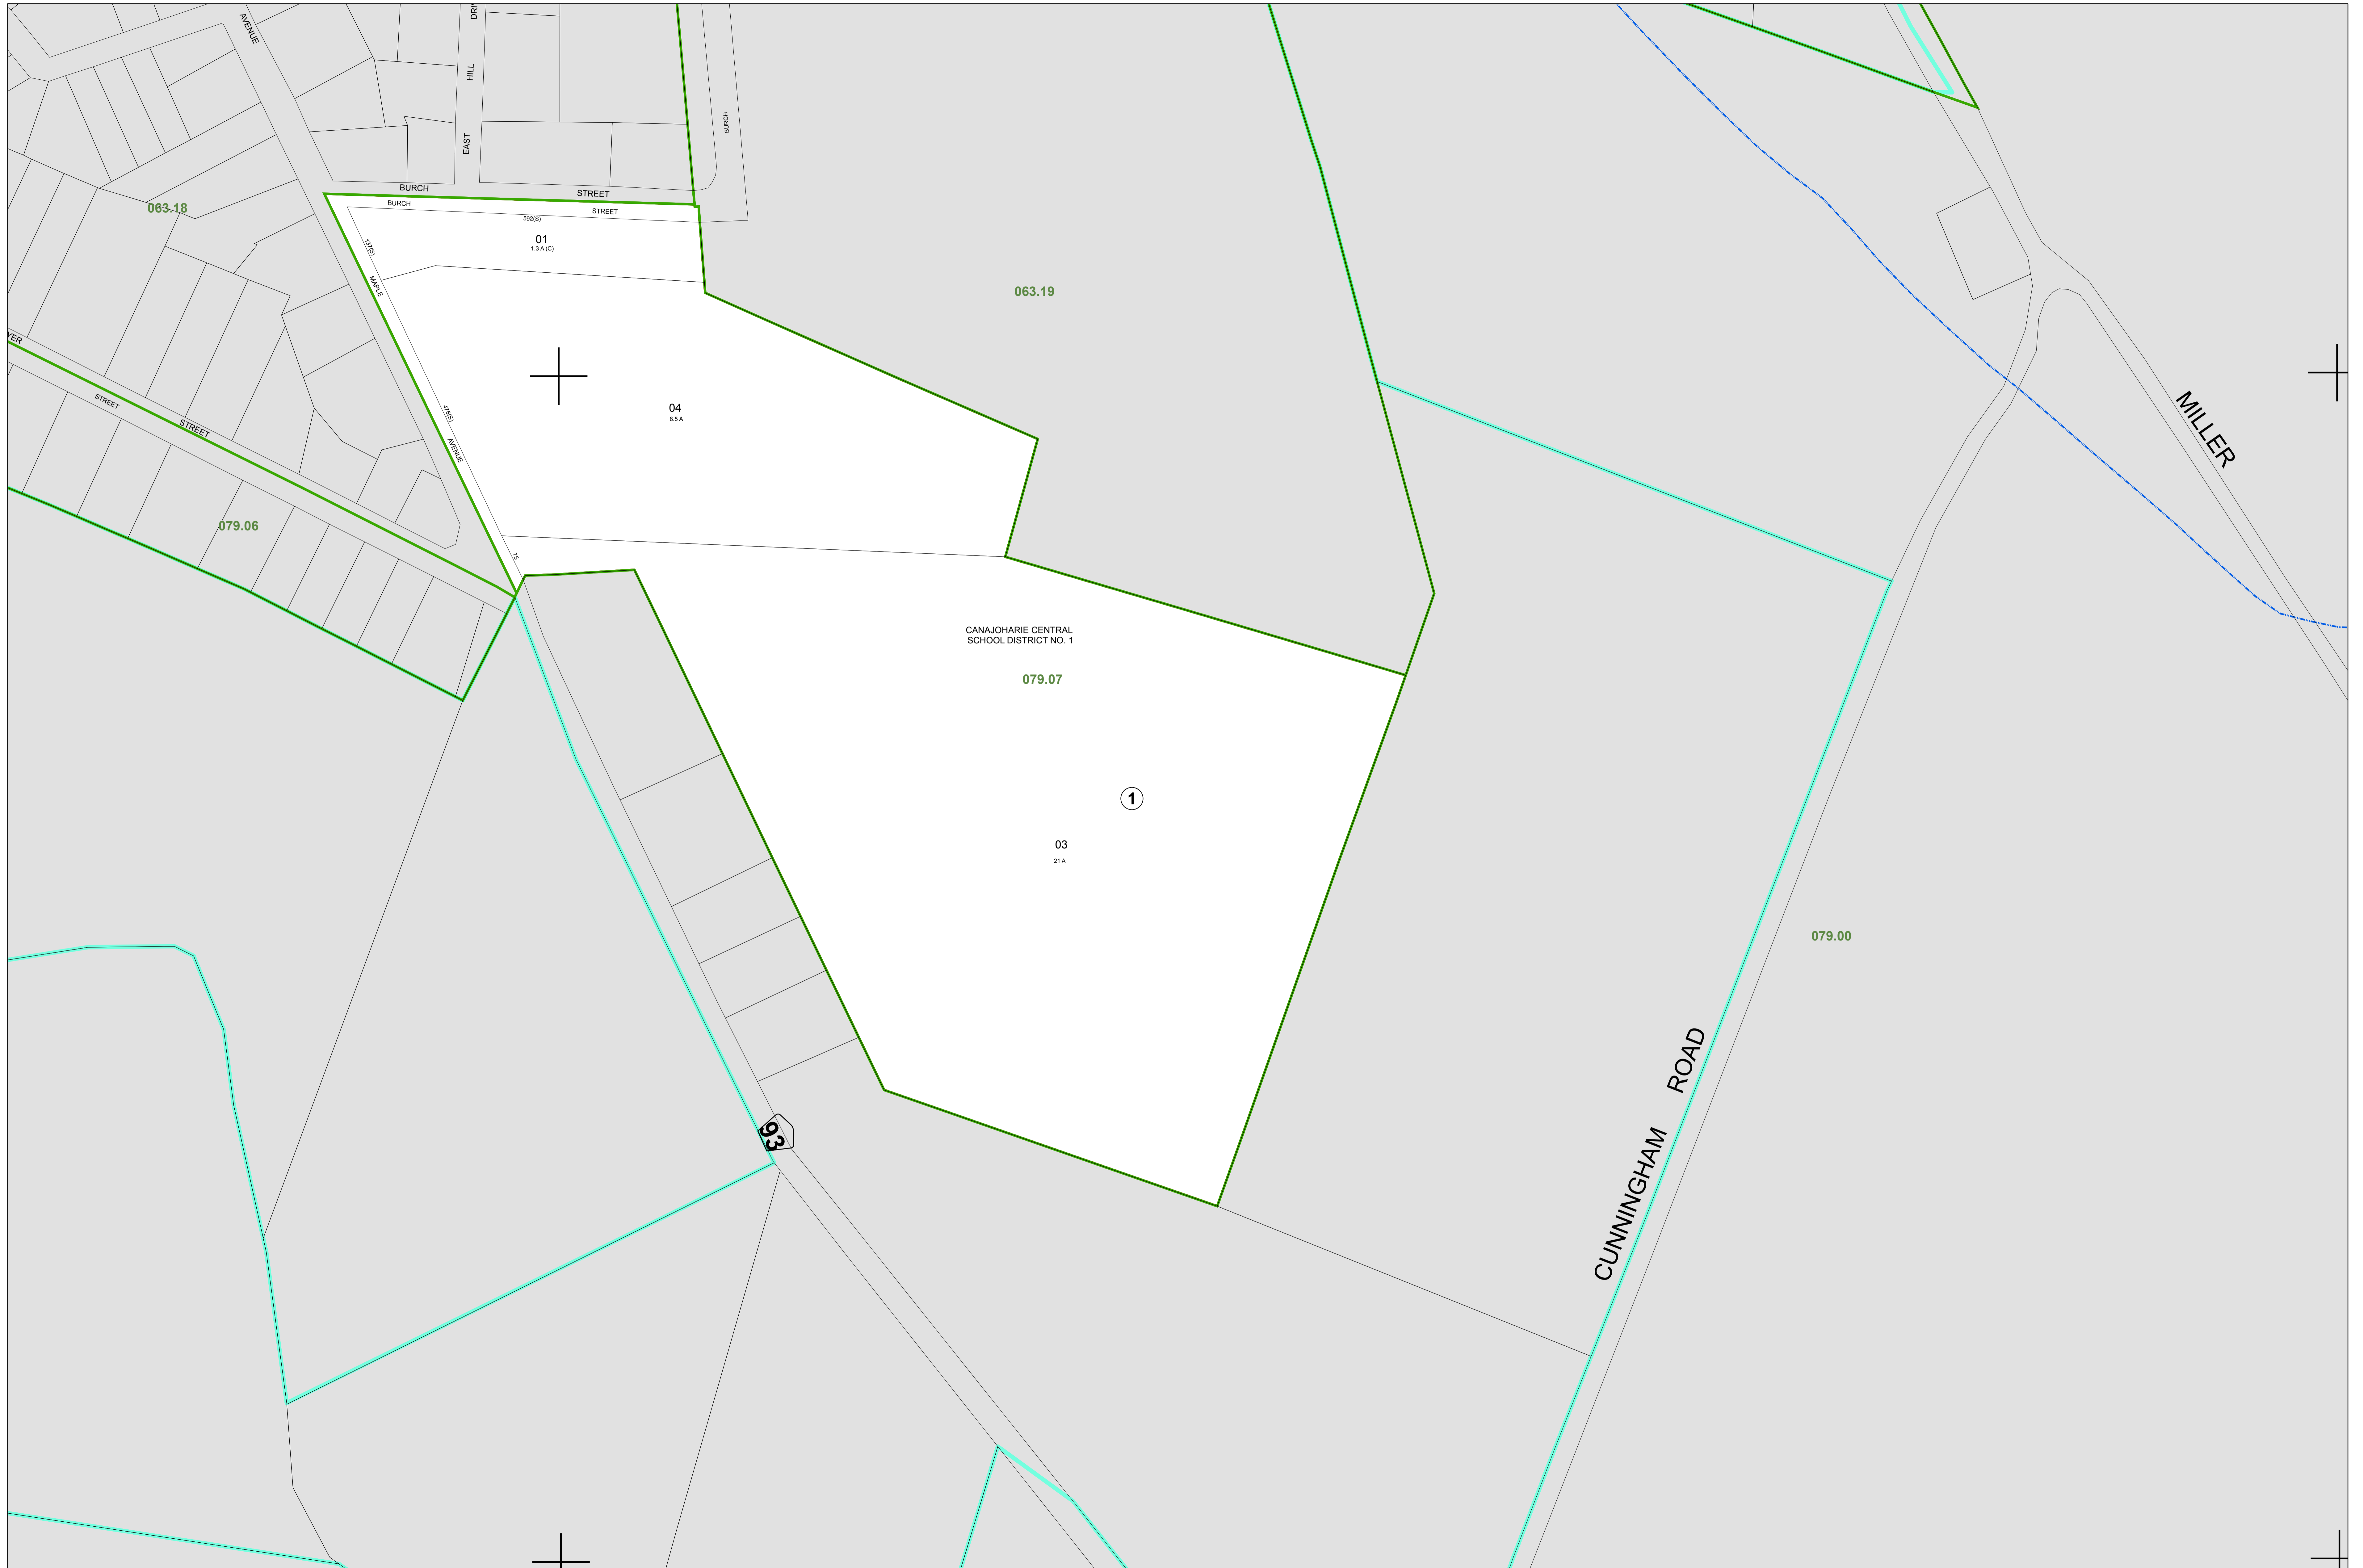 AVENUE
DRI
HILL
EAST
BURCH
BURCH
STREET
BURCH
STREET
592(S)
01
1.3 A (C)
137(S)
MAPLE
063.18
063.19
YER
STREET
STREET
04
8.5 A
475(S)
AVENUE
MILLER
079.06
75
CANAJOHARIE CENTRAL
SCHOOL DISTRICT NO. 1
079.07
1
03
21 A
079.00
93
CUNNINGHAM
ROAD